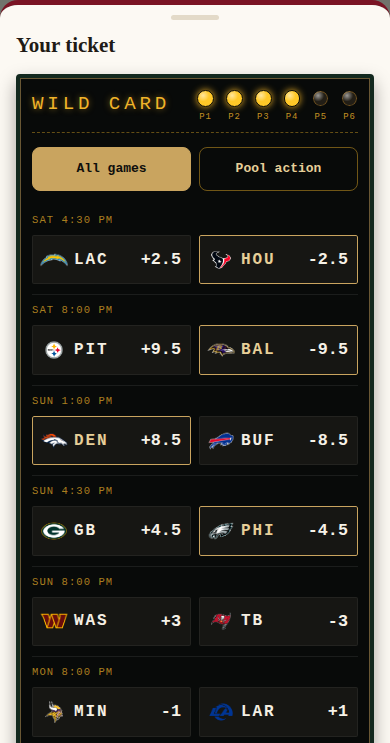 Your ticket
WILD CARD
P1 P2 P3 P4 P5 P6
All games Pool action
SAT 4:30 PM
LAC +2.5 HOU -2.5
SAT 8:00 PM
PIT +9.5 BAL -9.5
SUN 1:00 PM
DEN +8.5 BUF -8.5
SUN 4:30 PM
GB +4.5 PHI -4.5
SUN 8:00 PM
WAS +3 TB -3
MON 8:00 PM
MIN -1 LAR +1